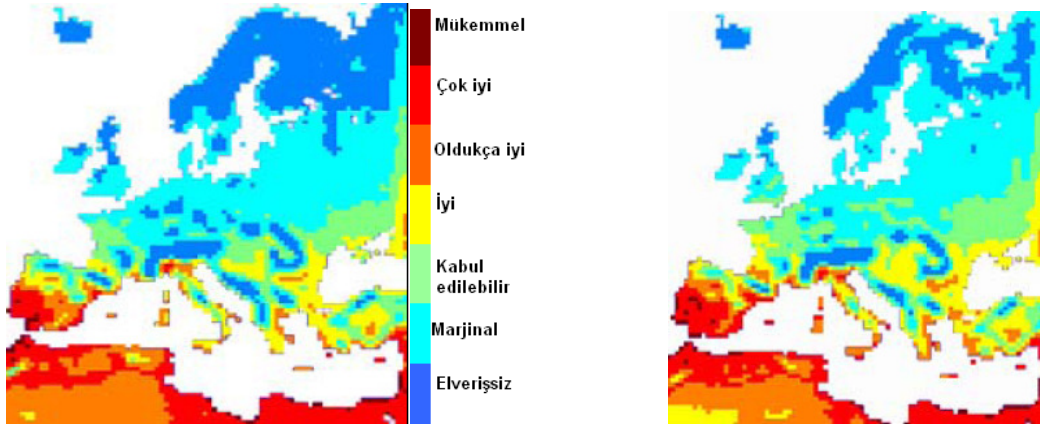 Mükemmel
Çok iyi
Oldukça iyi
İyi
Kabul
edilebilir
Marjinal
Elverişsiz